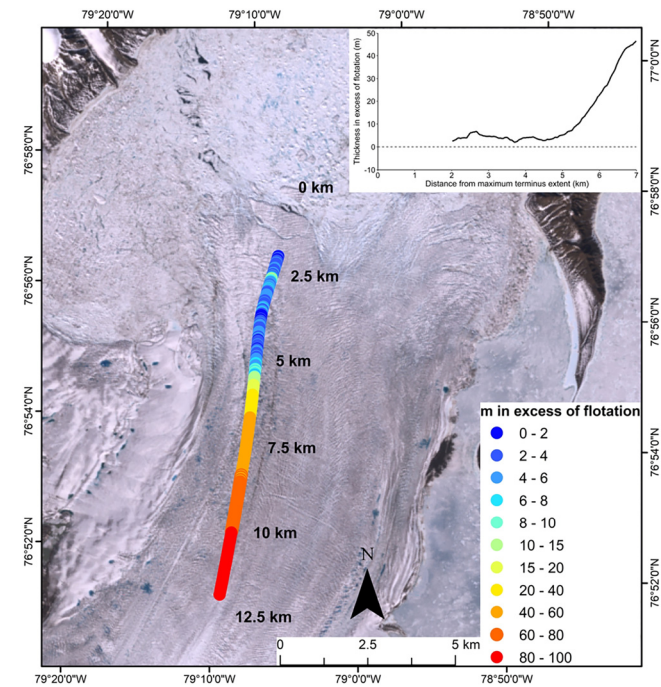 79°20'0"W 79°10'0"W 79°0'0"W 78°50'0"W
76°58'0"N
76°56'0"N
76°54'0"N
76°52'0"N
77°0'0"N
76°58'0"N
76°56'0"N
76°54'0"N
76°52'0"N
Thickness in excess of flotation (m)
50
40
30
20
10
0
-10
0 1 2 3 4 5 6 7
Distance from maximum terminus extent (km)
0 km
2.5 km
5 km
7.5 km
10 km
12.5 km
m in excess of flotation
0 - 2
2 - 4
4 - 6
6 - 8
8 - 10
10 - 15
15 - 20
20 - 40
40 - 60
60 - 80
80 - 100
N
0 2.5 5 km
79°20'0"W 79°10'0"W 79°0'0"W 78°50'0"W